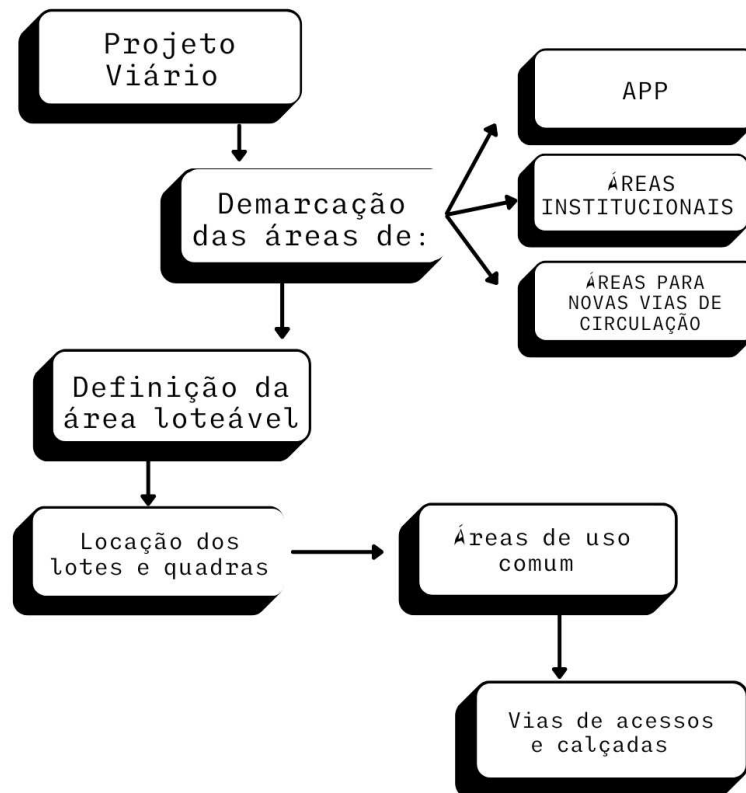 Projeto
Viário
APP
Demarcação
das áreas de:
ÁREAS
INSTITUCIONAIS
ÁREAS PARA
NOVAS VIAS DE
CIRCULAÇÃO
Definição da
área loteável
Locação dos
lotes e quadras
Áreas de uso
comum
Vias de acessos
e calçadas